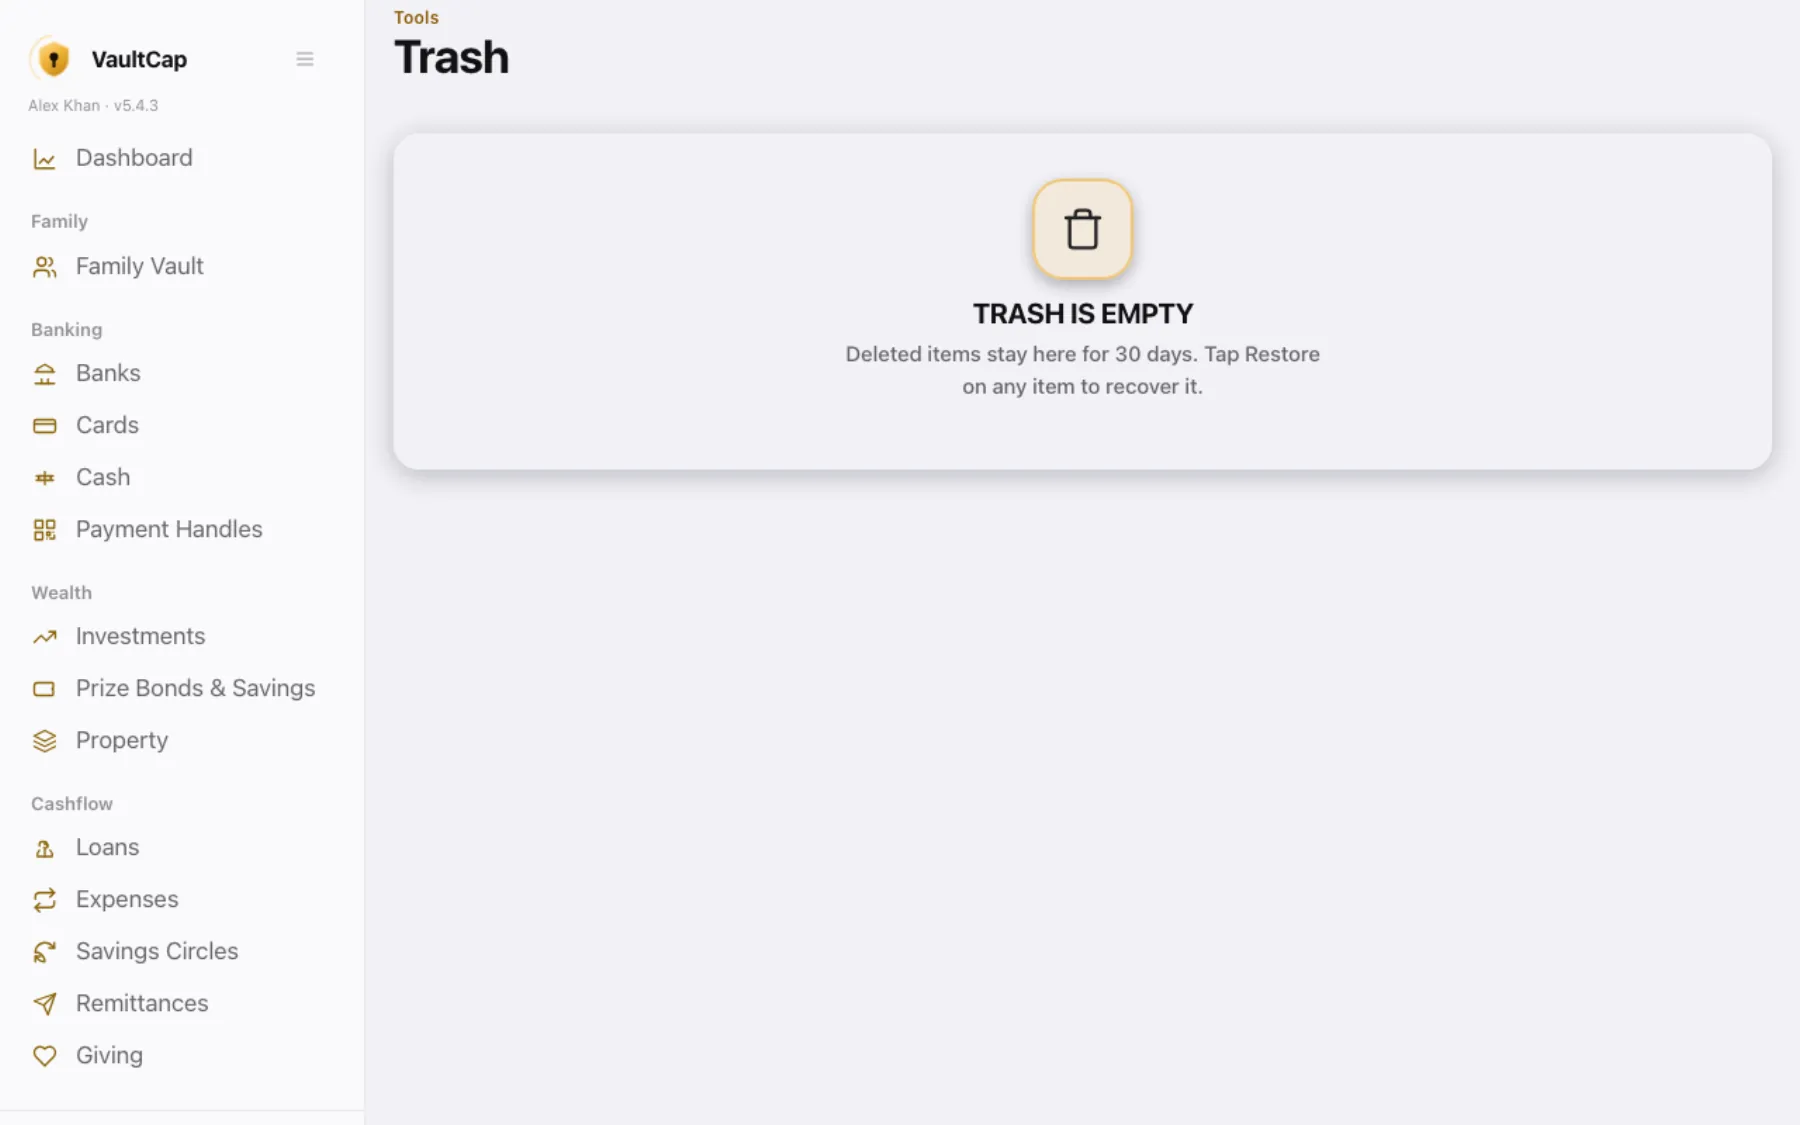 VaultCap
Alex Khan · v5.4.3
Dashboard
Family
Family Vault
Banking
Banks
Cards
Cash
Payment Handles
Wealth
Investments
Prize Bonds & Savings
Property
Cashflow
Loans
Expenses
Savings Circles
Remittances
Giving
Tools
Trash
TRASH IS EMPTY
Deleted items stay here for 30 days. Tap Restore
on any item to recover it.